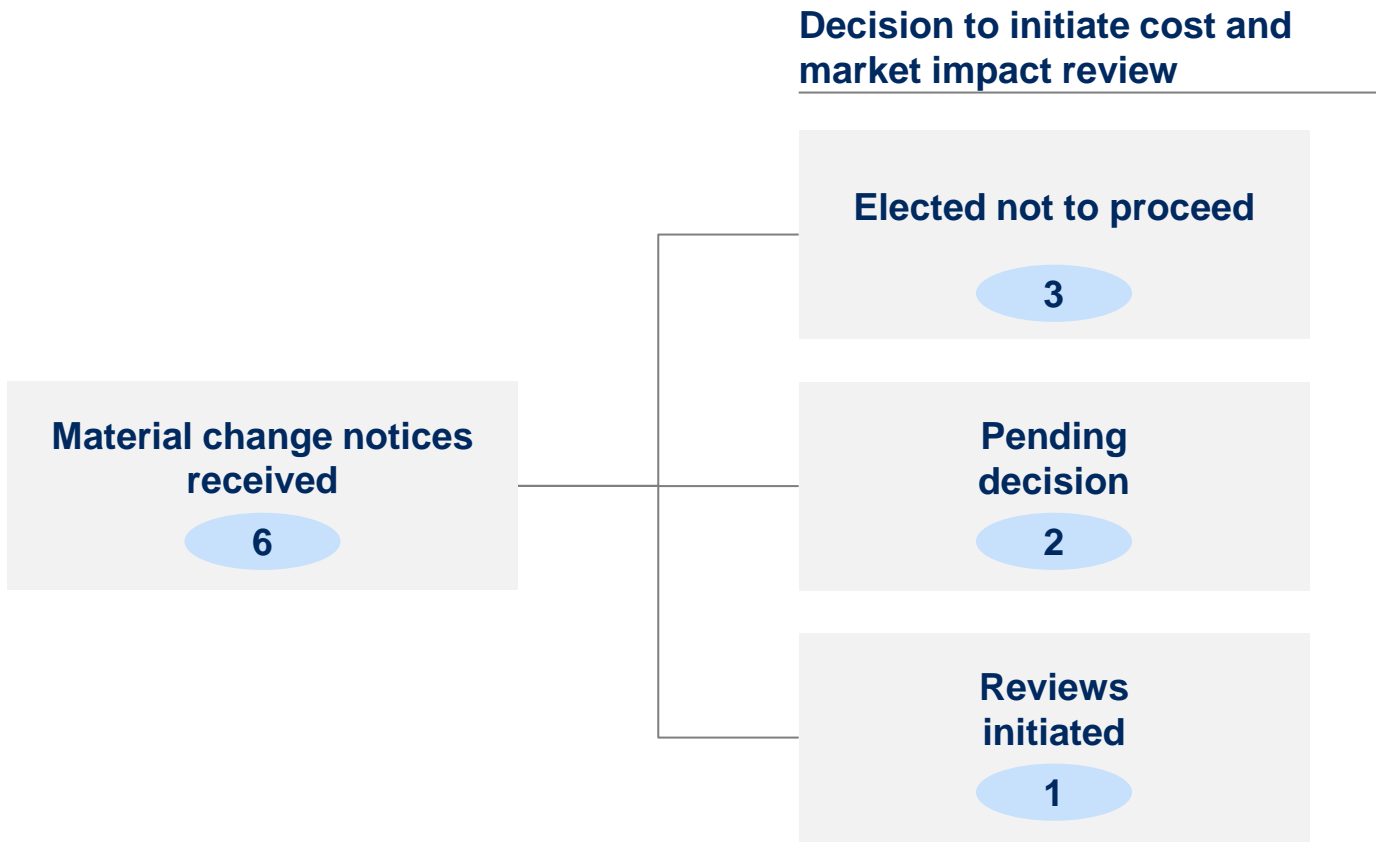 Decision to initiate cost and
market impact review
Elected not to proceed
3
Material change notices
received
6
Pending
decision
2
Reviews
initiated
1